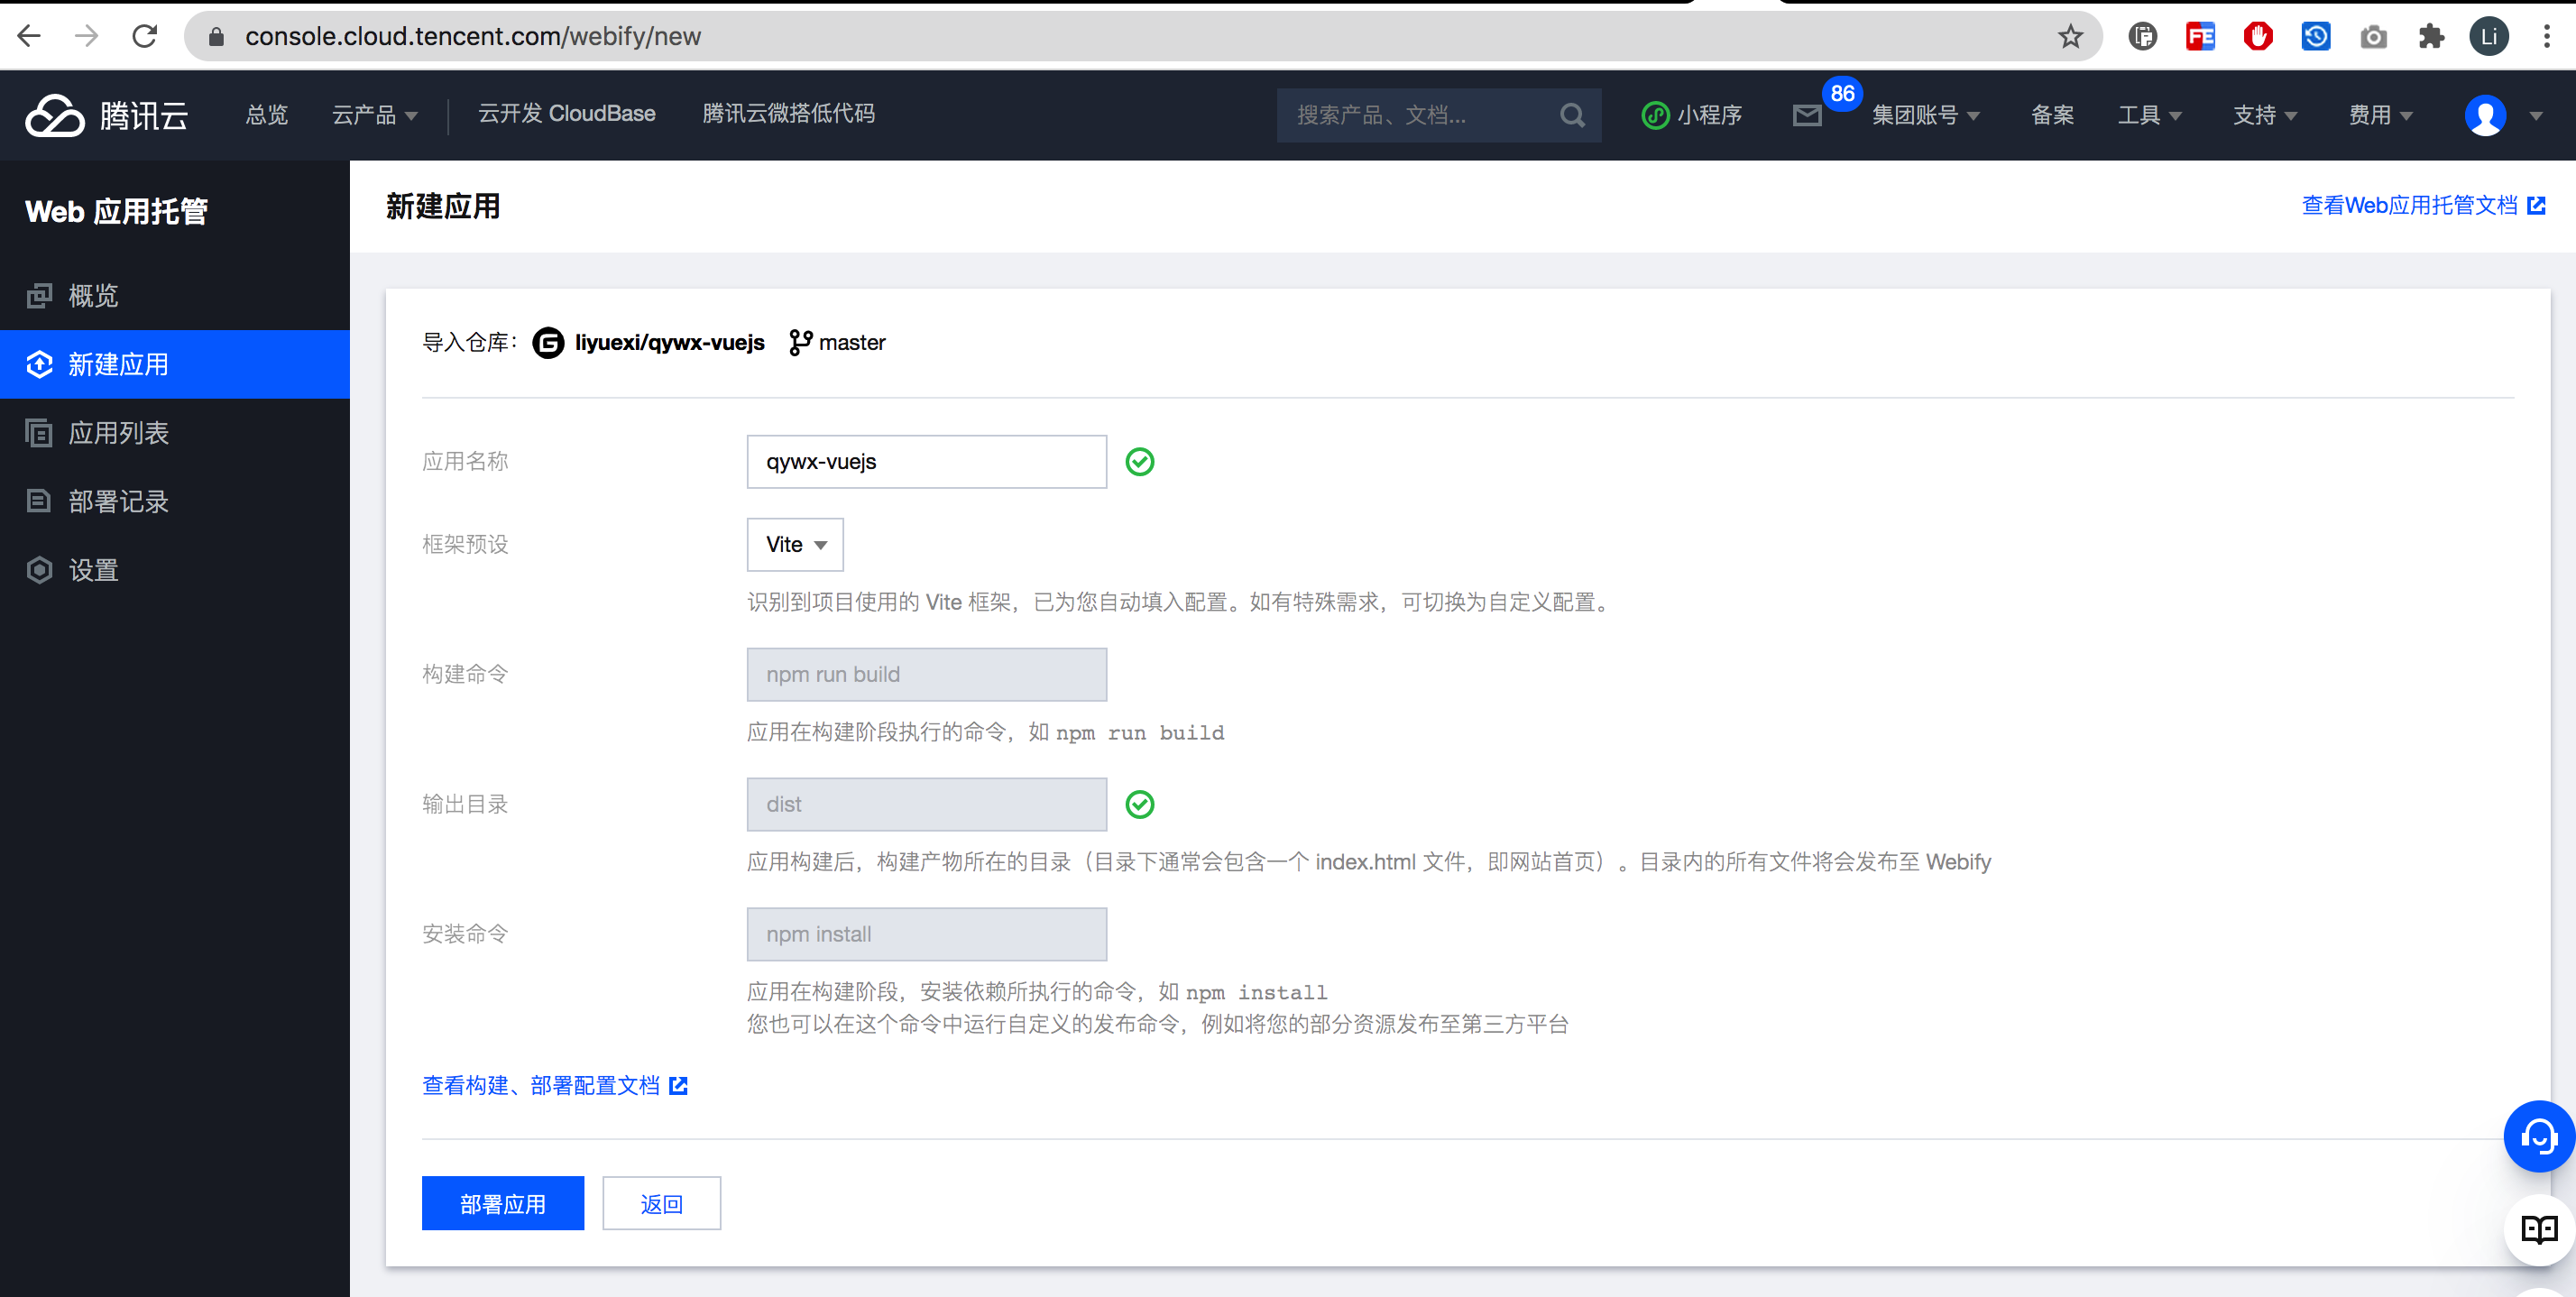 console.cloud.tencent.com/webify/new
FE
Li
腾讯云
总览
云产品
云开发 CloudBase
腾讯云微搭低代码
搜索产品、文档...
小程序
86
集团账号
备案
工具
支持
费用
Web 应用托管
概览
新建应用
应用列表
部署记录
设置
新建应用
查看Web应用托管文档
导入仓库： G liyuexi/qywx-vuejs master
应用名称
qywx-vuejs
框架预设
Vite
识别到项目使用的 Vite 框架，已为您自动填入配置。如有特殊需求，可切换为自定义配置。
构建命令
npm run build
应用在构建阶段执行的命令，如 npm run build
输出目录
dist
应用构建后，构建产物所在的目录（目录下通常会包含一个 index.html 文件，即网站首页）。目录内的所有文件将会发布至 Webify
安装命令
npm install
应用在构建阶段，安装依赖所执行的命令，如 npm install
您也可以在这个命令中运行自定义的发布命令，例如将您的部分资源发布至第三方平台
查看构建、部署配置文档
部署应用
返回